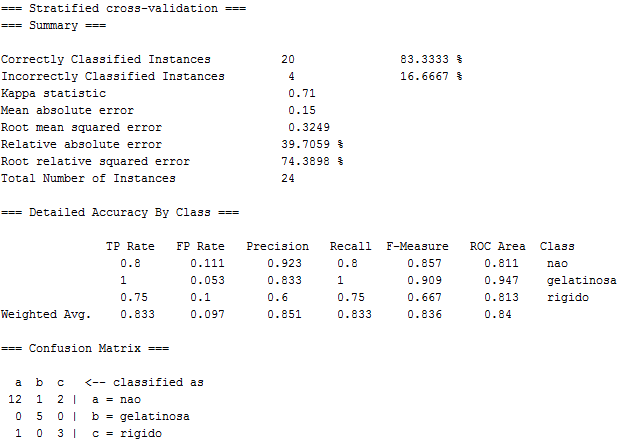 === Stratified cross-validation ===
=== Summary ===
Correctly Classified Instances 20 83.3333 %
Incorrectly Classified Instances 4 16.6667 %
Kappa statistic 0.71
Mean absolute error 0.15
Root mean squared error 0.3249
Relative absolute error 39.7059 %
Root relative squared error 74.3898 %
Total Number of Instances 24
=== Detailed Accuracy By Class ===
TP Rate FP Rate Precision Recall F-Measure ROC Area Class
0.8 0.111 0.923 0.8 0.857 0.811 nao
1 0.053 0.833 1 0.909 0.947 gelatinosa
0.75 0.1 0.6 0.75 0.667 0.813 rigido
Weighted Avg. 0.833 0.097 0.851 0.833 0.836 0.84
=== Confusion Matrix ===
a b c <-- classified as
12 1 2 | a = nao
0 5 0 | b = gelatinosa
1 0 3 | c = rigido